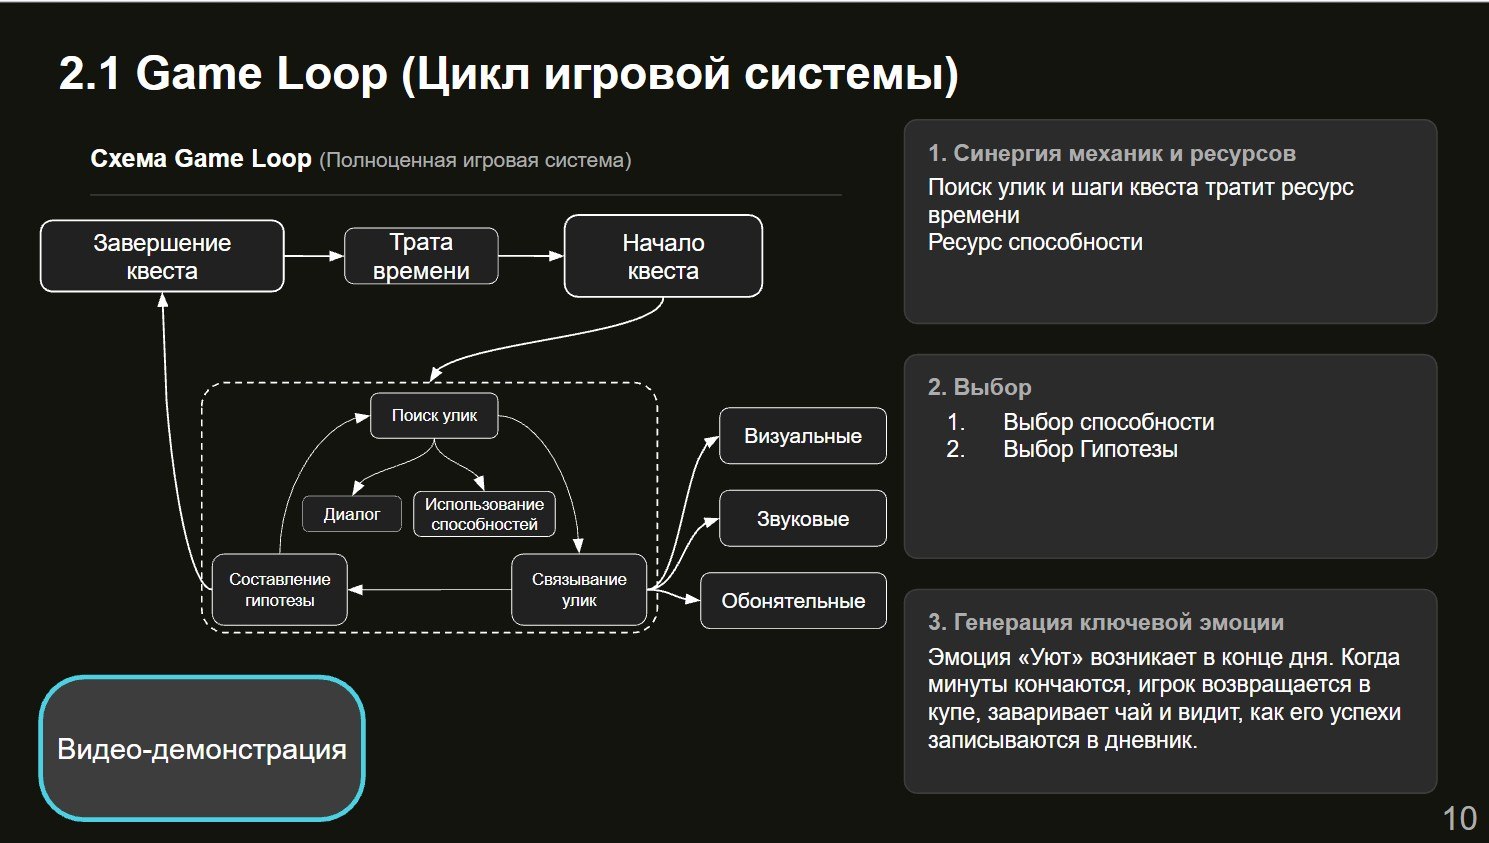 2.1 Game Loop (Цикл игровой системы)
Схема Game Loop (Полноценная игровая система)
Завершение
квеста
Трата
времени
Начало
квеста
Поиск улик
Диалог
Использование
способностей
Составление
гипотезы
Связывание
улик
Визуальные
Звуковые
Обонятельные
Видео-демонстрация
1. Синергия механик и ресурсов
Поиск улик и шаги квеста тратит ресурс
времени
Ресурс способности
2. Выбор
1. Выбор способности
2. Выбор Гипотезы
3. Генерация ключевой эмоции
Эмоция «Уют» возникает в конце дня. Когда
минуты кончаются, игрок возвращается в
купе, заваривает чай и видит, как его успехи
записываются в дневник.
10